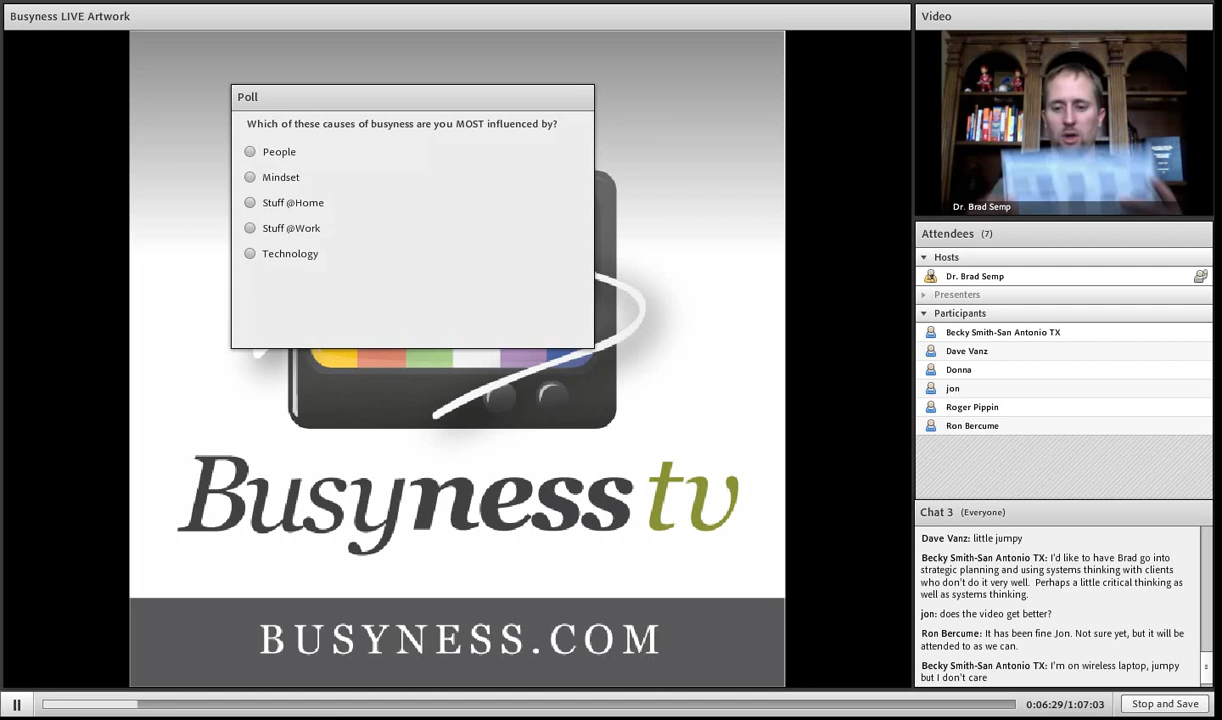 Busyness LIVE Artwork
Poll
Which of these causes of busyness are you MOST influenced by?
People
Mindset
Stuff @Home
Stuff @Work
Technology
Busyness tv
BUSYNESS.COM
Video
Dr. Brad Semp
Attendees (7)
Hosts
Dr. Brad Semp
Presenters
Participants
Becky Smith-San Antonio TX
Dave Vanz
Donna
jon
Roger Pippin
Ron Bercume
Chat 3 (Everyone)
Dave Vanz: little jumpy
Becky Smith-San Antonio TX: I'd like to have Brad go into
strategic planning and using systems thinking with clients
who don't do it very well. Perhaps a little critical thinking as
well as systems thinking.
jon: does the video get better?
Ron Bercume: It has been fine Jon. Not sure yet, but it will be
attended to as we can.
Becky Smith-San Antonio TX: I'm on wireless laptop, jumpy
but I don't care
0:06:29/1:07:03
Stop and Save